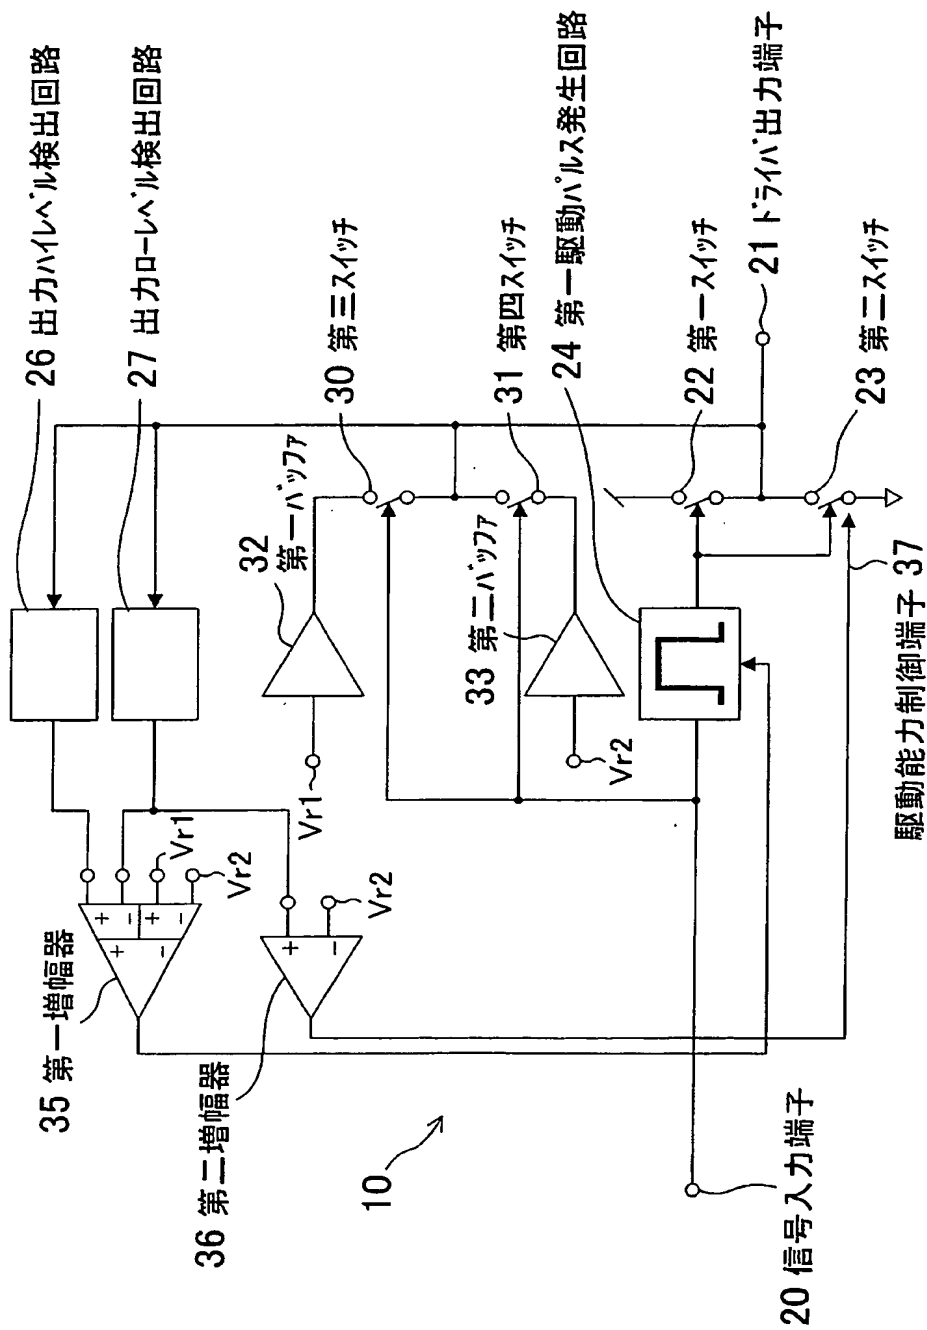 26 出力ハイレベル検出回路
27 出力ローレベル検出回路
35 第一増幅器
+
−
+
−
+
−
Vr1
Vr2
36 第二増幅器
+
−
Vr2
32
第一バッファ
Vr1
30 第三スイッチ
31 第四スイッチ
33 第二バッファ
Vr2
24 第一駆動パルス発生回路
22 第一スイッチ
21 ドライバ出力端子
23 第二スイッチ
駆動能力制御端子 37
10
20 信号入力端子